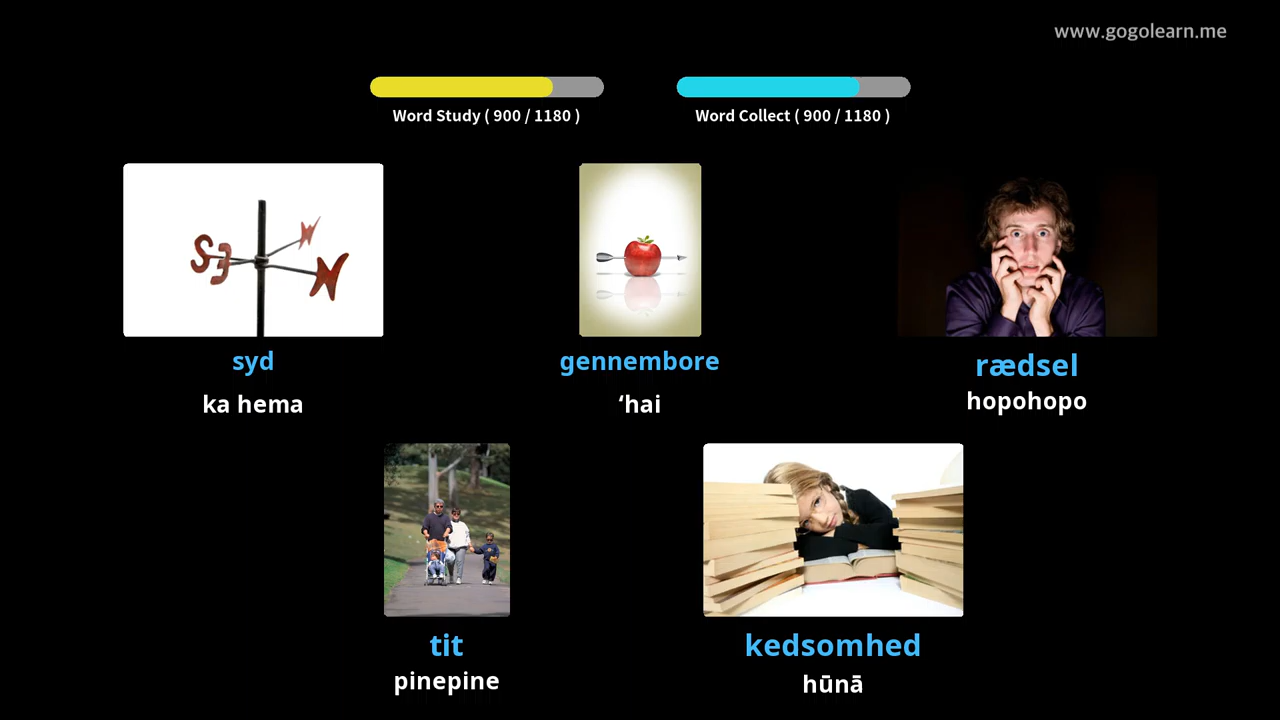 www.gogolearn.me
Word Study ( 900 / 1180 )
Word Collect ( 900 / 1180 )
S E N W
syd
gennembore
rædsel
ka hema
‘hai
hopohopo
tit
kedsomhed
pinepine
hūnā